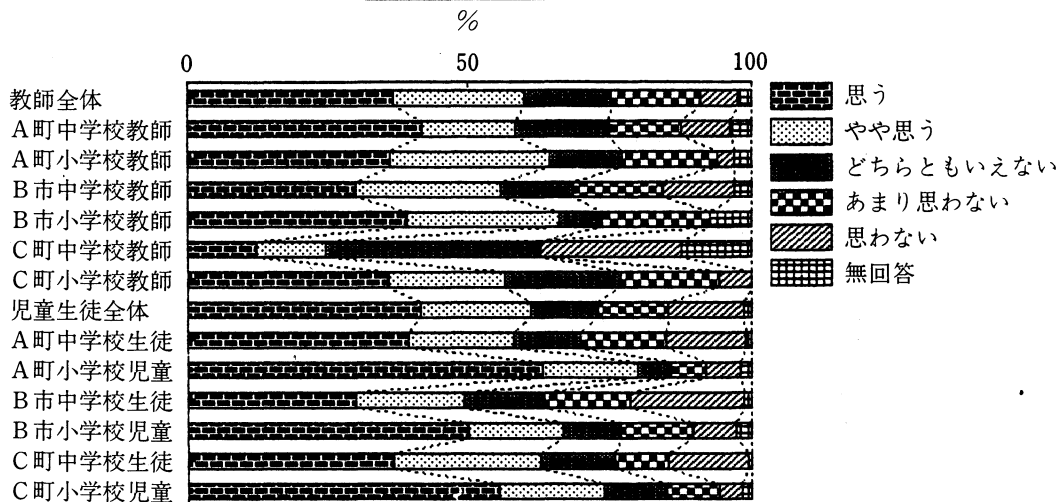 %
0 50 100
教師全体
A町中学校教師
A町小学校教師
B市中学校教師
B市小学校教師
C町中学校教師
C町小学校教師
児童生徒全体
A町中学校生徒
A町小学校児童
B市中学校生徒
B市小学校児童
C町中学校生徒
C町小学校児童
思う
やや思う
どちらともいえない
あまり思わない
思わない
無回答